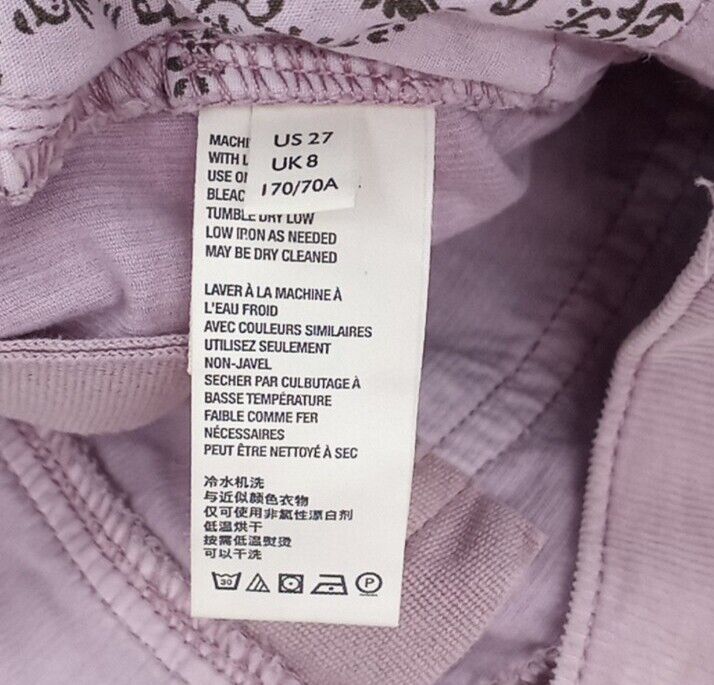 US 27
UK 8
170/70A
MACHI
WITH L
USE O
BLEAC
TUMBLE DRY LOW
LOW IRON AS NEEDED
MAY BE DRY CLEANED
LAVER À LA MACHINE À
L'EAU FROID
AVEC COULEURS SIMILAIRES
UTILISEZ SEULEMENT
NON-JAVEL
SECHER PAR CULBUTAGE À
BASSE TEMPÉRATURE
FAIBLE COMME FER
NÉCESSAIRES
PEUT ÊTRE NETTOYÉ À SEC
冷水机洗
与近似颜色衣物
仅可使用非氯性漂白剂
低温烘干
按需低温熨烫
可以干洗
30 P